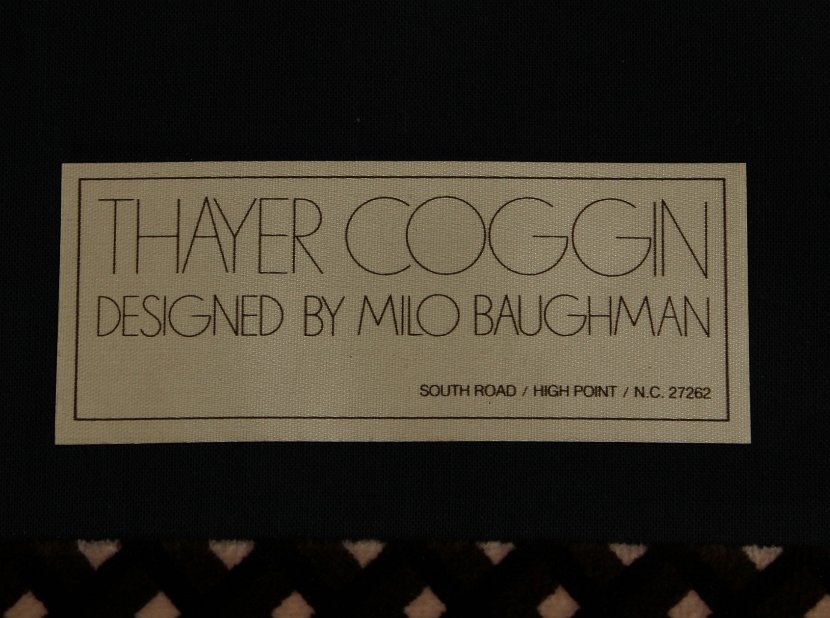 THAYER COGGIN
DESIGNED BY MILO BAUGHMAN
SOUTH ROAD / HIGH POINT / N.C. 27262